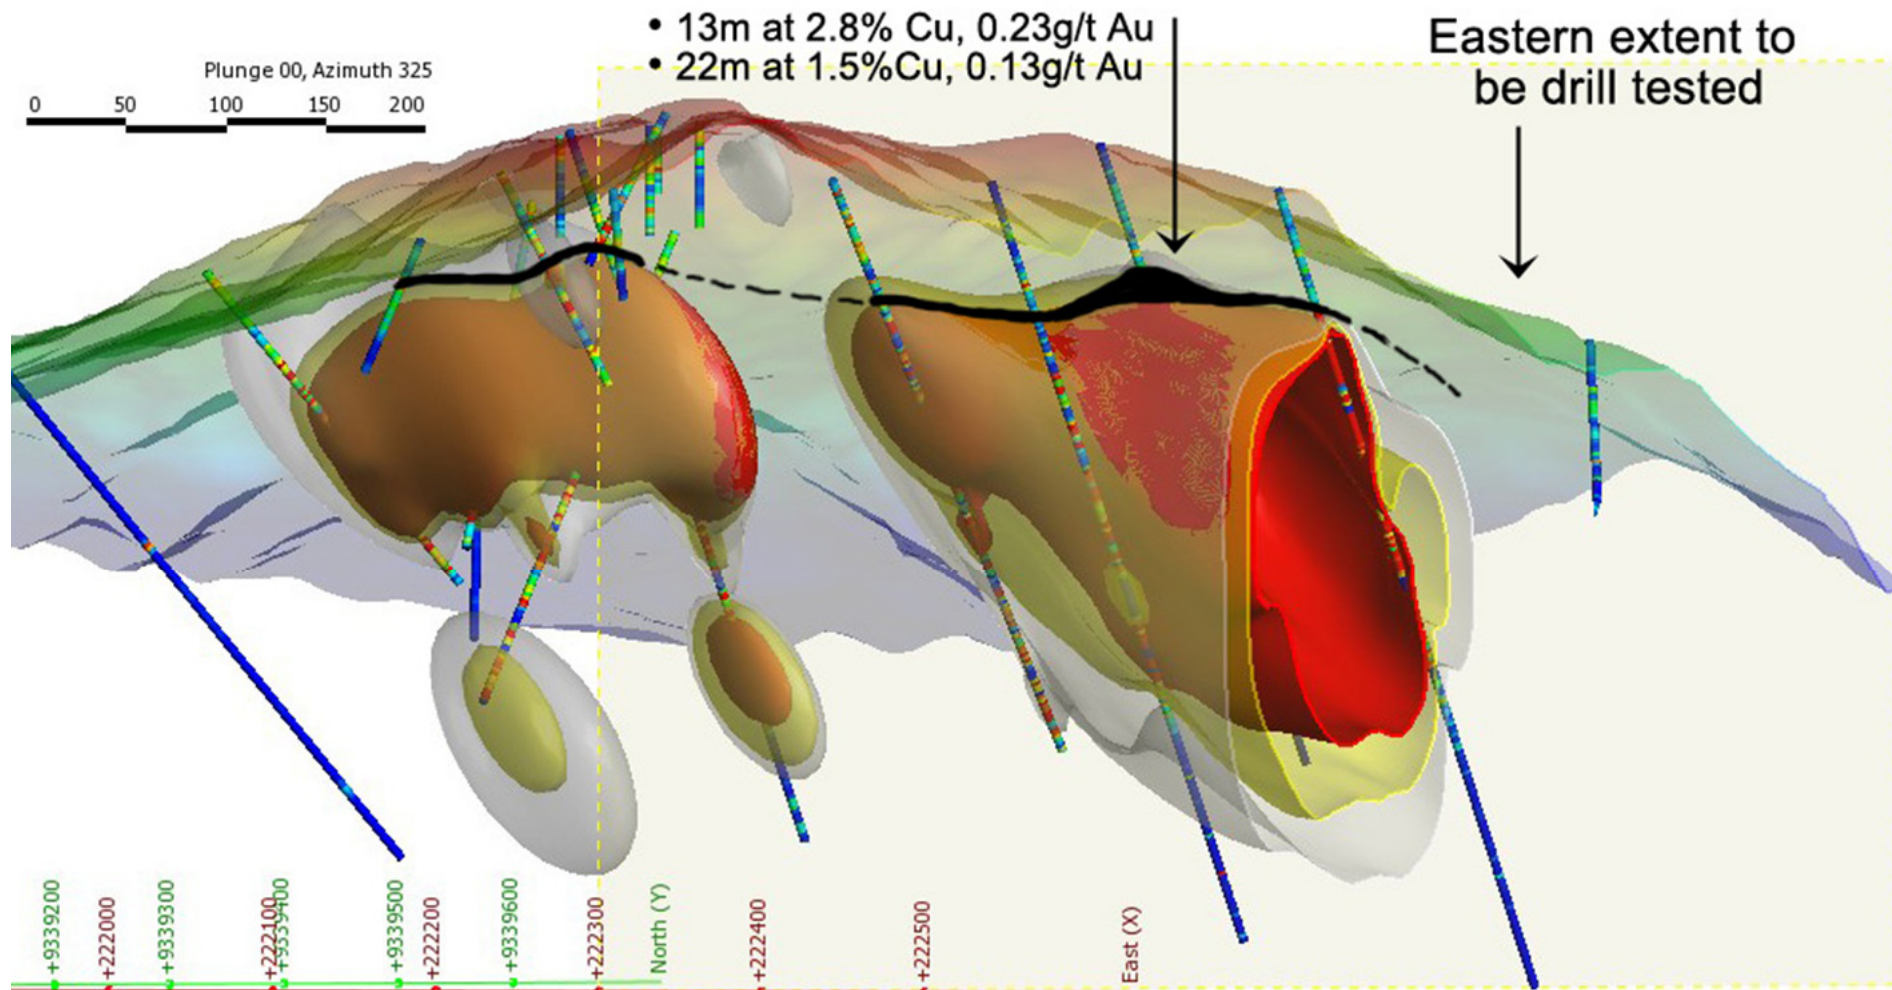 • 13m at 2.8% Cu, 0.23g/t Au
• 22m at 1.5%Cu, 0.13g/t Au
Eastern extent to
be drill tested
Plunge 00, Azimuth 325
0 50 100 150 200
+9339200
+222000
+9339300
+222100
+9339400
+9339500
+222200
+9339600
+222300
North (Y)
+222400
+222500
East (X)